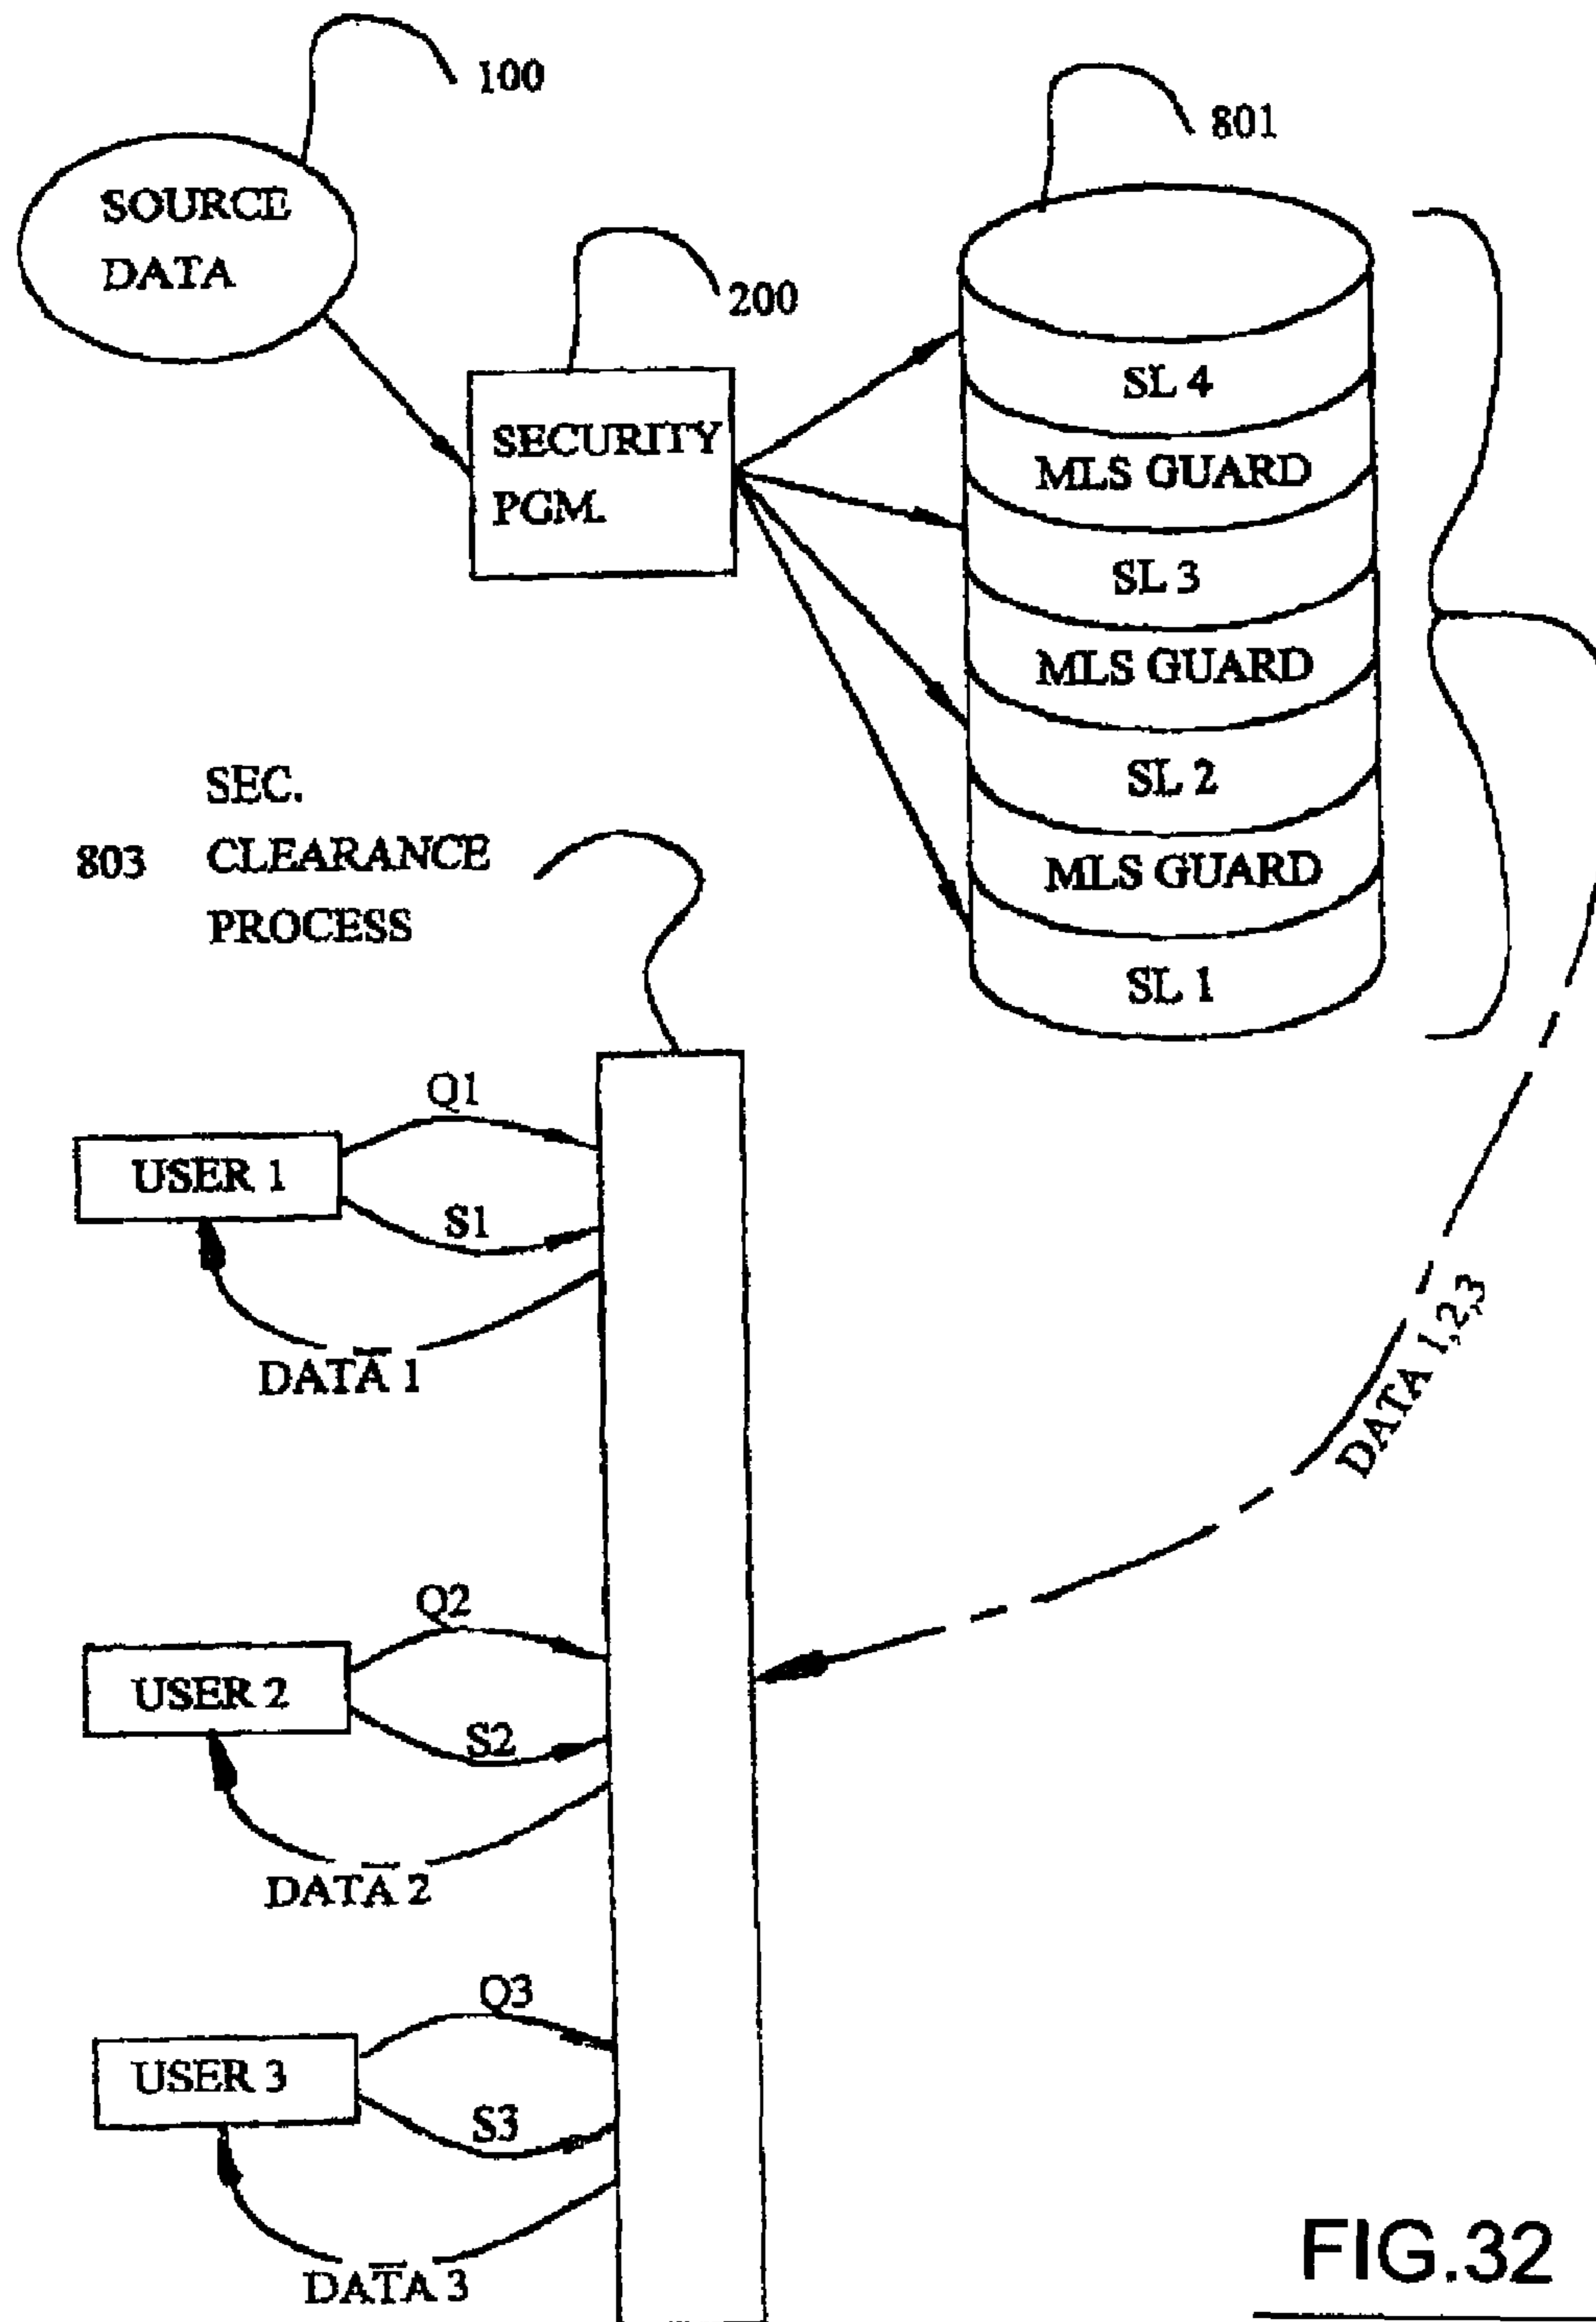 100
801
SOURCE
DATA
200
SL 4
SECURITY
PGM.
MLS GUARD
SL 3
MLS GUARD
SL 2
MLS GUARD
SL 1
SEC.
803 CLEARANCE
PROCESS
Q1
USER 1
S1
DATA 1
DATA 1,2,3
Q2
USER 2
S2
DATA 2
Q3
USER 3
S3
DATA 3
FIG.32